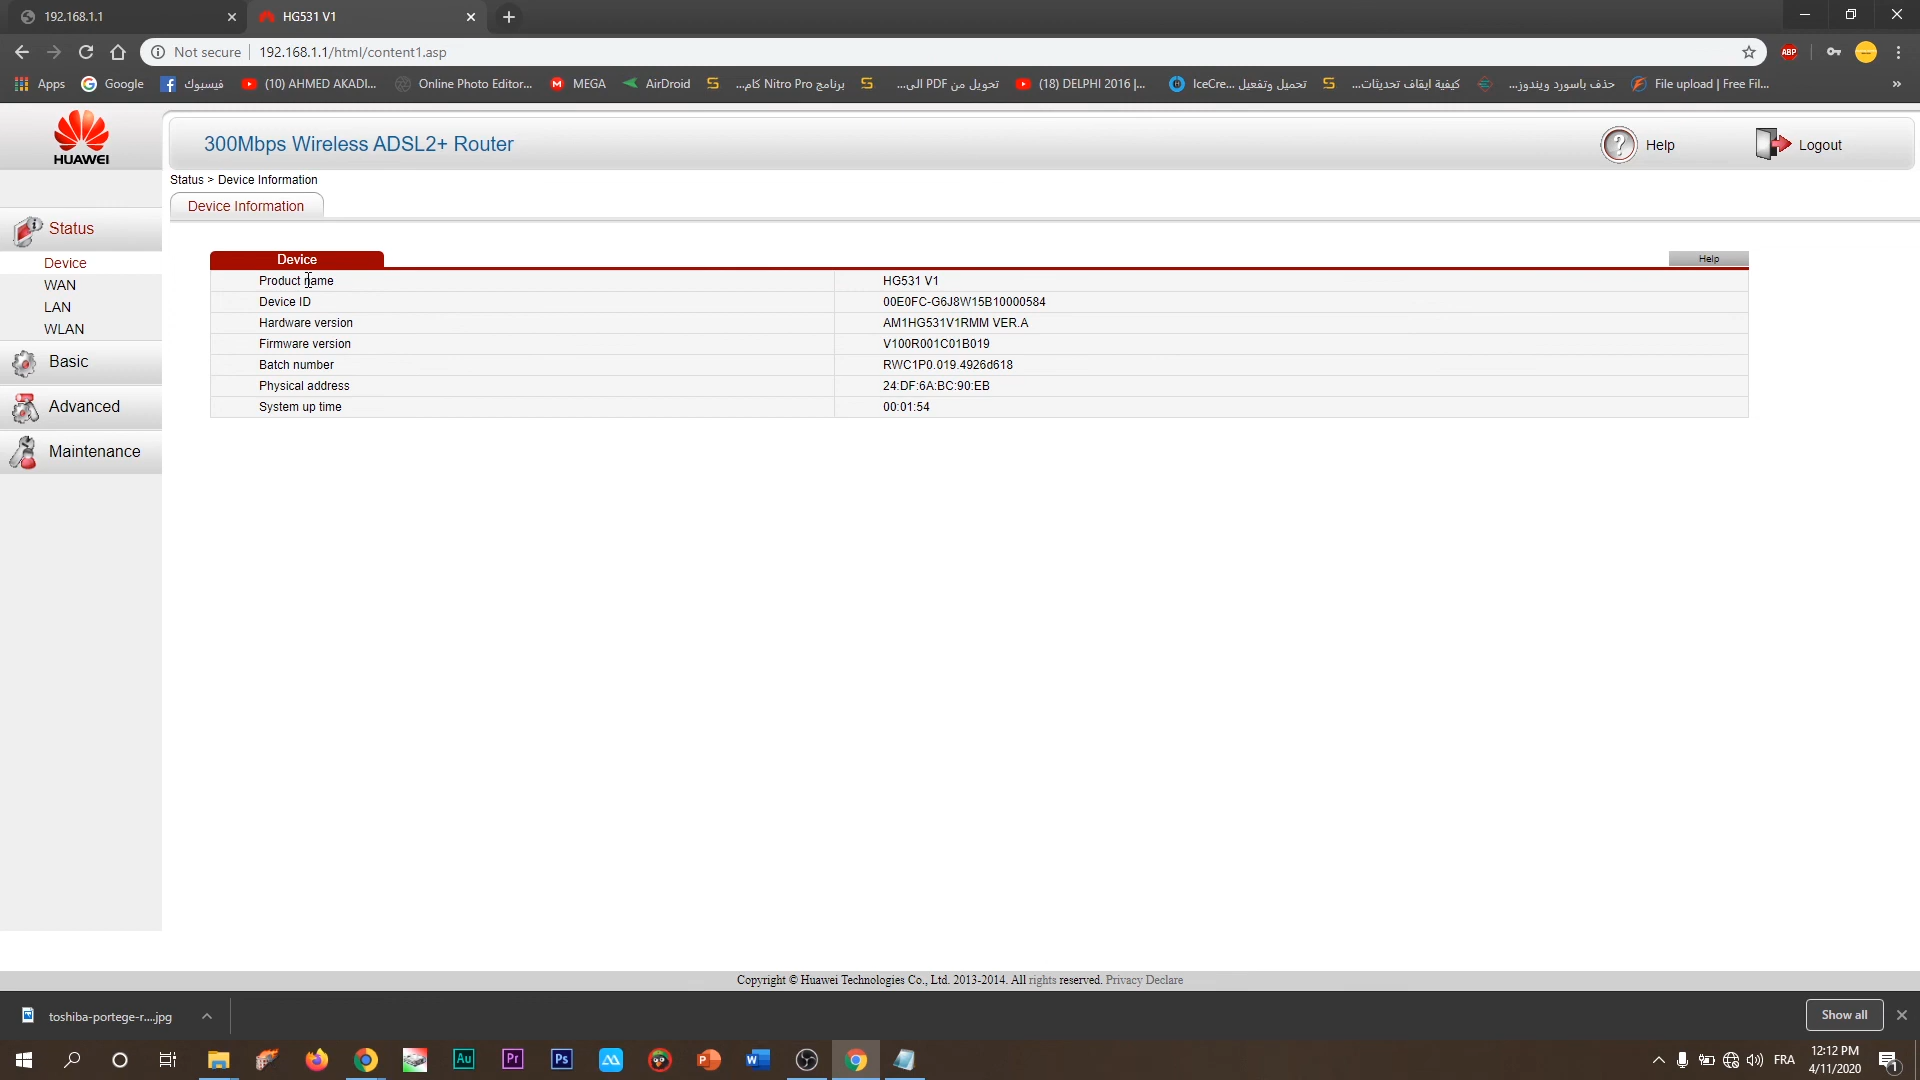 192.168.1.1
HG531 V1
Not secure
192.168.1.1/html/content1.asp
ABP
Apps
Google
فيسبوك
(10) AHMED AKADI...
Online Photo Editor...
MEGA
AirDroid
برنامج Nitro Pro كام...
تحويل من PDF الى...
(18) DELPHI 2016 |...
تحميل وتفعيل IceCre...
كيفية ايقاف تحديثات...
حذف باسورد ويندوز...
File upload | Free Fil...
HUAWEI
300Mbps Wireless ADSL2+ Router
Help
Logout
Status > Device Information
Device Information
Status
Device
WAN
LAN
WLAN
Basic
Advanced
Maintenance
Device
Help
Product name HG531 V1
Device ID 00E0FC-G6J8W15B10000584
Hardware version AM1HG531V1RMM VER.A
Firmware version V100R001C01B019
Batch number RWC1P0.019.4926d618
Physical address 24:DF:6A:BC:90:EB
System up time 00:01:54
Copyright © Huawei Technologies Co., Ltd. 2013-2014. All rights reserved. Privacy Declare
toshiba-portege-r....jpg
Show all
Au
Pr
Ps
FRA
12:12 PM
4/11/2020
1